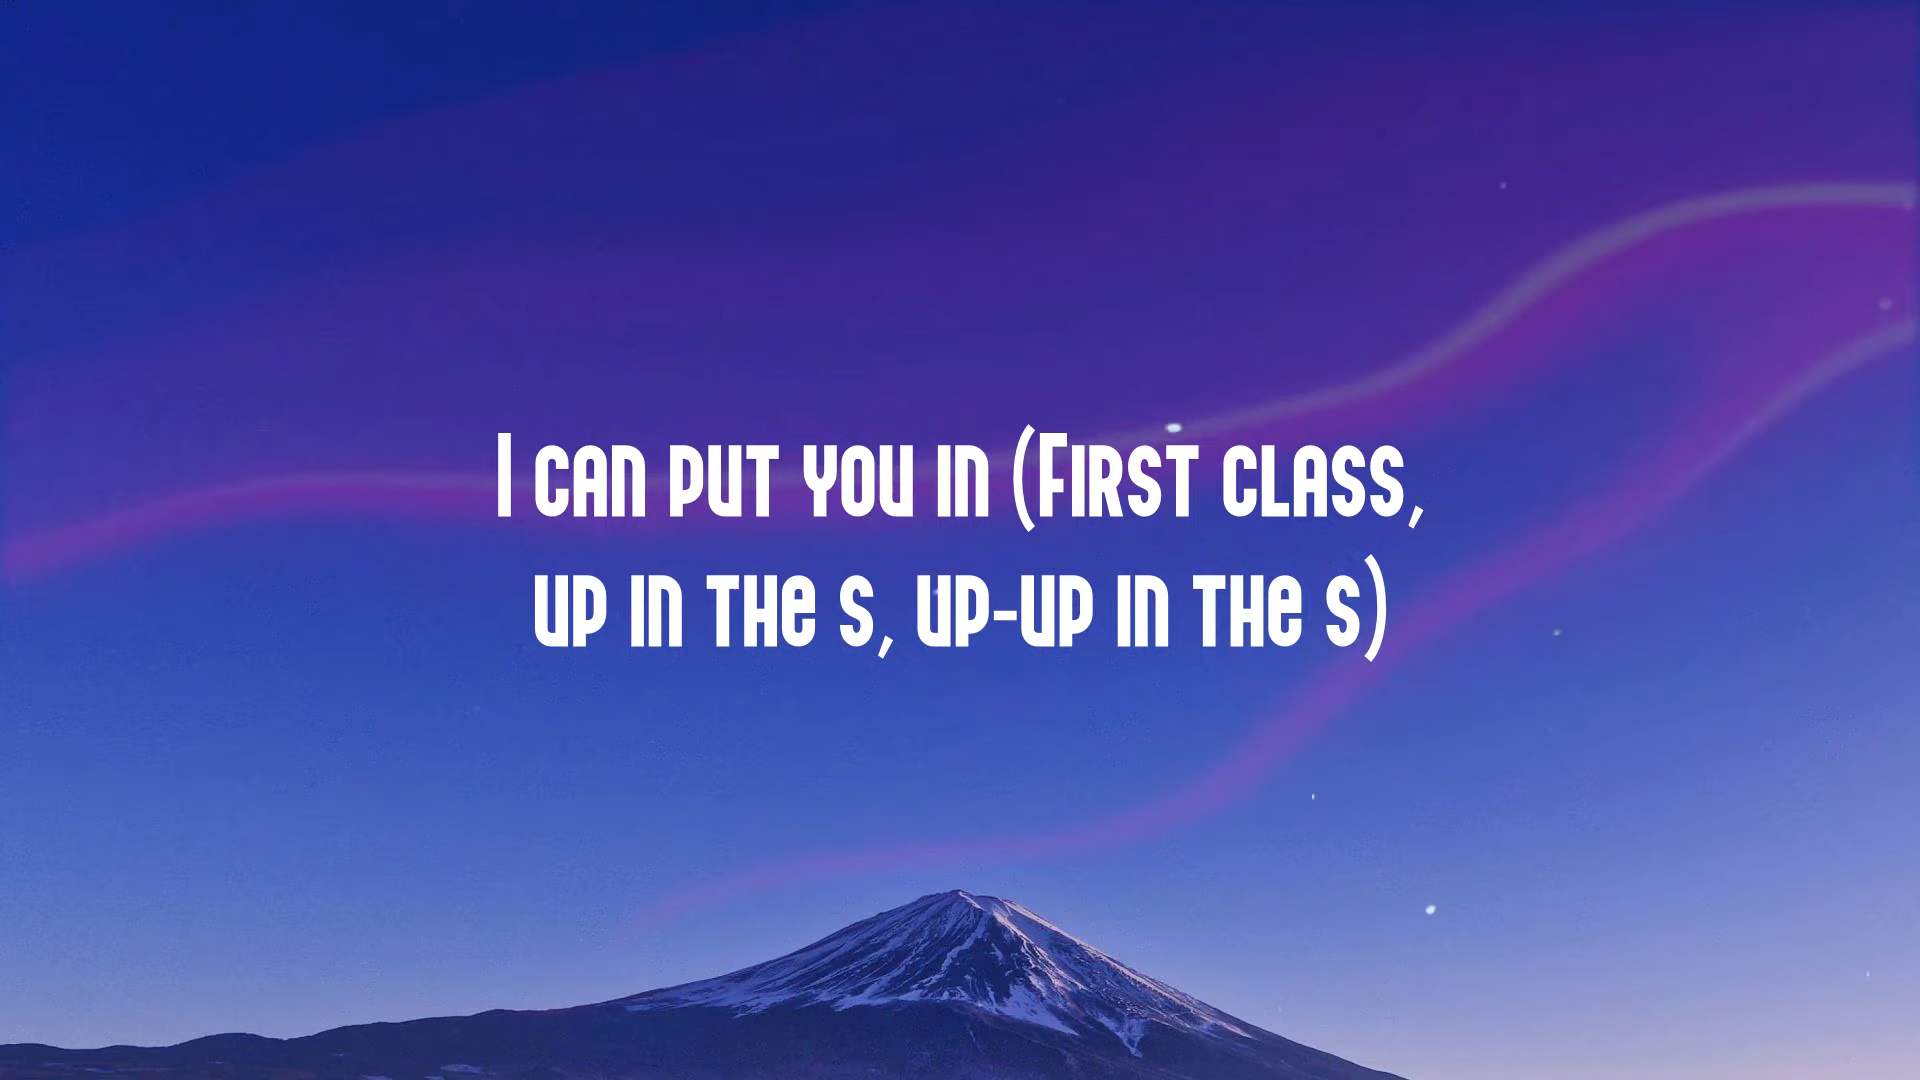 I can put you in (First class,
up in the s, up-up in the s)